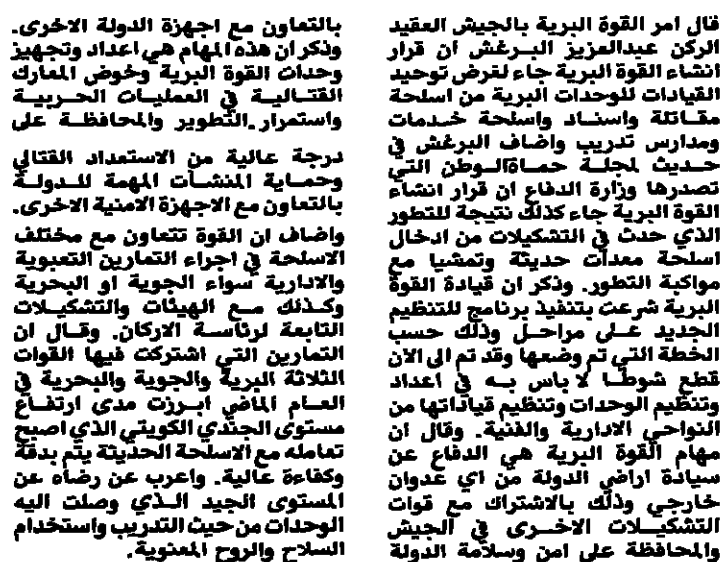 قال امر القوة البرية بالجيش العقيد
الركن عبدالعزيز البرغش ان قرار
انشاء القوة البرية جاء لغرض توحيد
القيادات للوحدات البرية من اسلحة
مقاتلة واسناد واسلحة خدمات
ومدارس تدريب واضاف البرغش في
حديث لمجلة حماة الوطن التي
تصدرها وزارة الدفاع ان قرار انشاء
القوة البرية جاء كذلك نتيجة للتطور
الذي حدث في التشكيلات من ادخال
اسلحة معدات حديثة وتمشيا مع
مواكبة التطور. وذكر ان قيادة القوة
البرية شرعت بتنفيذ برنامج للتنظيم
الجديد على مراحل وذلك حسب
الخطة التي تم وضعها وقد تم الى الان
قطع شوطا لا باس به في اعداد
وتنظيم الوحدات وتنظيم قياداتها من
النواحي الادارية والفنية. وقال ان
مهام القوة البرية هي الدفاع عن
سيادة اراضي الدولة من اي عدوان
خارجي وذلك بالاشتراك مع قوات
التشكيلات الاخرى في الجيش
والمحافظة على امن وسلامة الدولة
بالتعاون مع اجهزة الدولة الاخرى.
وذكر ان هذه المهام هي اعداد وتجهيز
وحدات القوة البرية وخوض المعارك
القتالية في العمليات الحربية
واستمرار التطوير والمحافظة على
درجة عالية من الاستعداد القتالي
وحماية المنشآت المهمة للدولة
بالتعاون مع الاجهزة الامنية الاخرى.
واضاف ان القوة تتعاون مع مختلف
الاسلحة في اجراء التمارين التعبوية
والادارية سواء الجوية او البحرية
وكذلك مع الهيئات والتشكيلات
التابعة لرئاسة الاركان. وقال ان
التمارين التي اشتركت فيها القوات
الثلاثة البرية والجوية والبحرية في
العام الماضي ابرزت مدى ارتفاع
مستوى الجندي الكويتي الذي اصبح
تعامله مع الاسلحة الحديثة يتم بدقة
وكفاءة عالية. واعرب عن رضاه عن
المستوى الجيد الذي وصلت اليه
الوحدات من حيث التدريب واستخدام
السلاح والروح المعنوية.